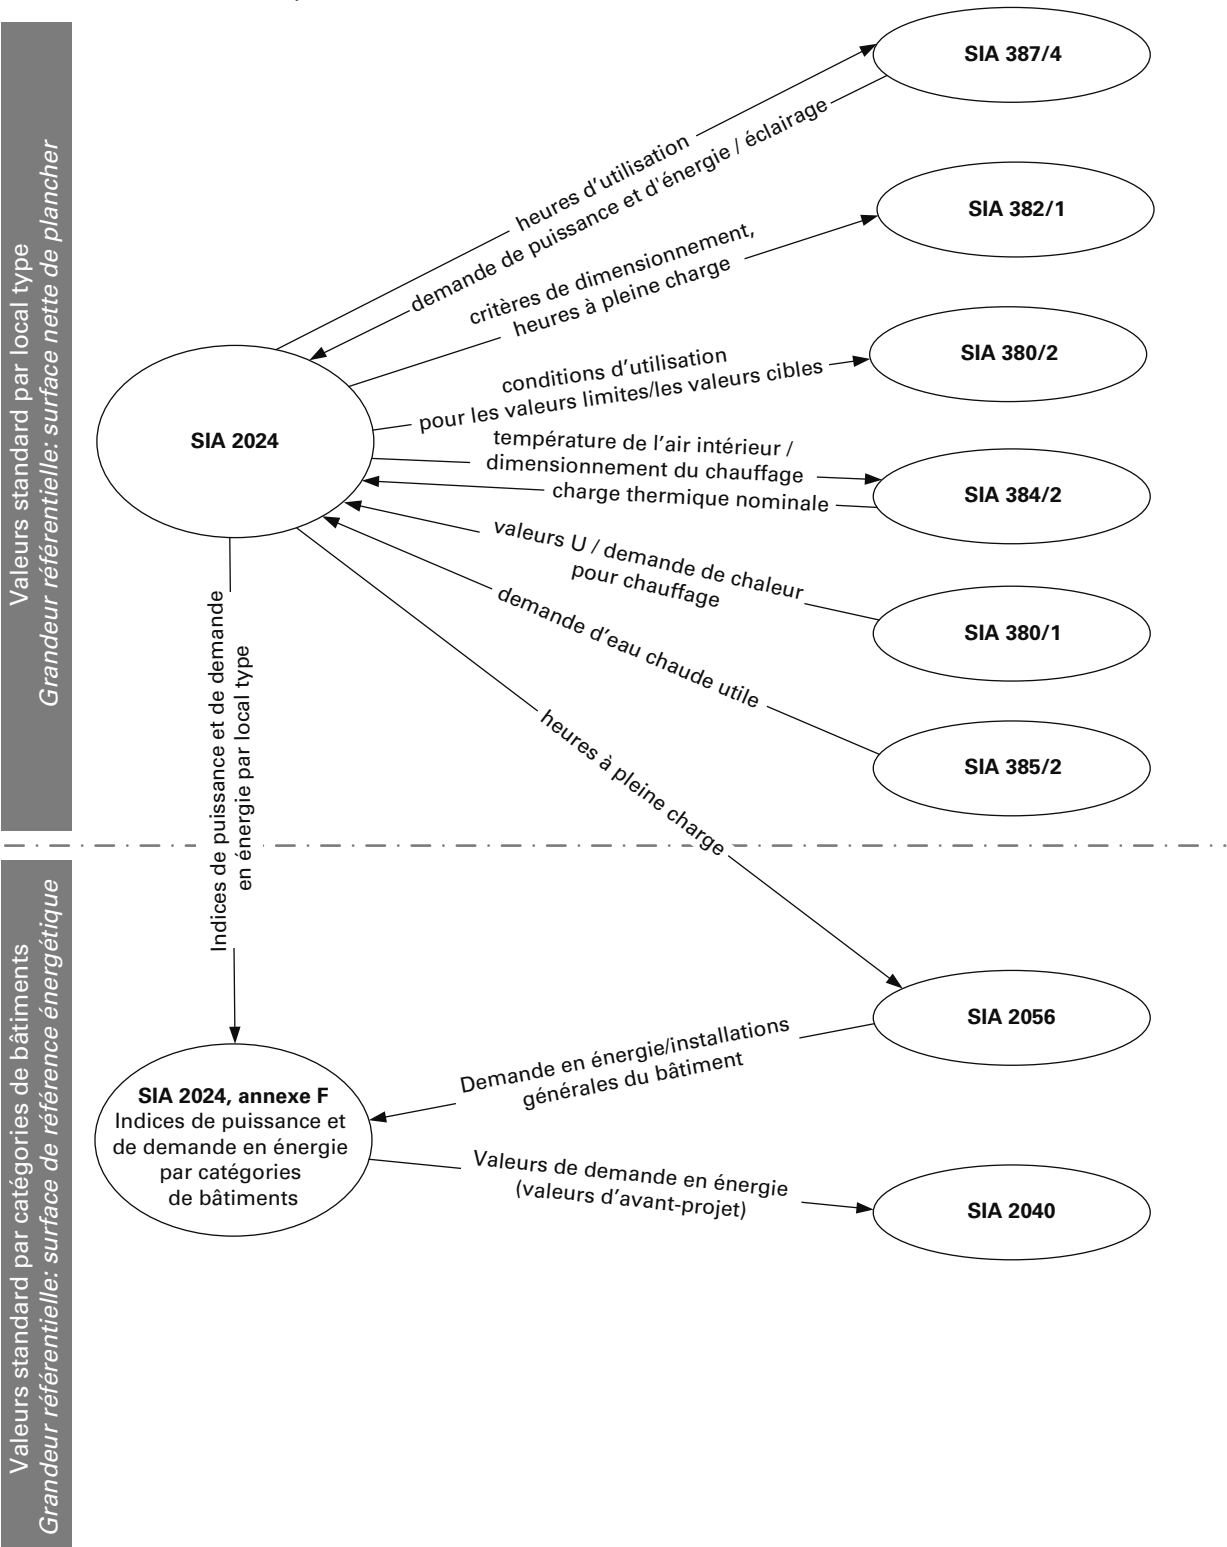 Valeurs standard par local type
Grandeur référentielle: surface nette de plancher
SIA 387/4
heures d’utilisation
demande de puissance et d'énergie / éclairage
SIA 382/1
critères de dimensionnement,
heures à pleine charge
SIA 380/2
conditions d’utilisation
pour les valeurs limites/les valeurs cibles
SIA 2024
température de l’air intérieur /
dimensionnement du chauffage
charge thermique nominale
SIA 384/2
valeurs U / demande de chaleur
pour chauffage
SIA 380/1
demande d’eau chaude utile
SIA 385/2
heures à pleine charge
Indices de puissance et de demande
en énergie par local type
Valeurs standard par catégories de bâtiments
Grandeur référentielle: surface de référence énergétique
SIA 2056
Demande en énergie/installations
générales du bâtiment
SIA 2024, annexe F
Indices de puissance et
de demande en énergie
par catégories
de bâtiments
Valeurs de demande en énergie
(valeurs d’avant-projet)
SIA 2040